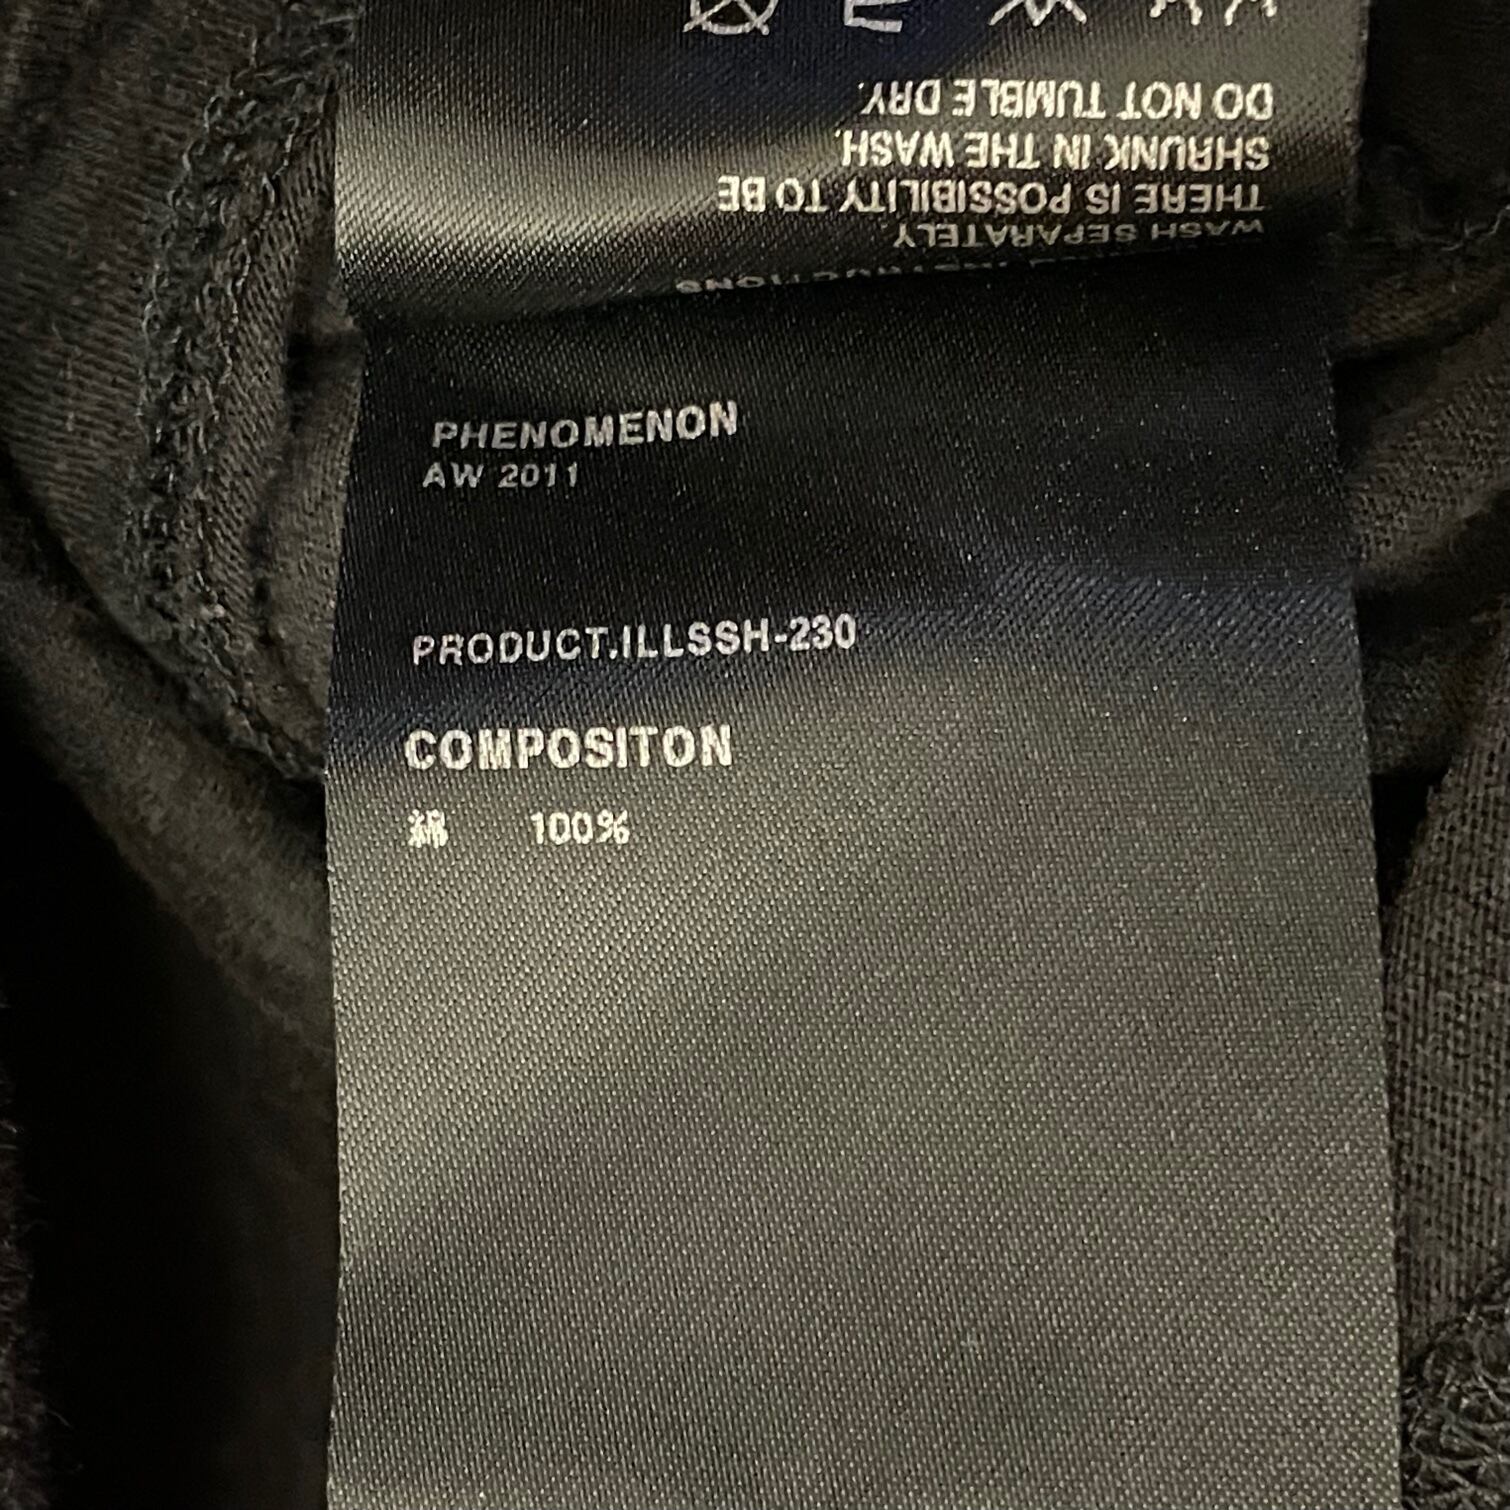 WASH SEPARATELY.
THERE IS POSSIBILITY TO BE
SHRUNK IN THE WASH.
DO NOT TUMBLE DRY.
PHENOMENON
AW 2011
PRODUCT.ILLSSH-230
COMPOSITON
綿 100%